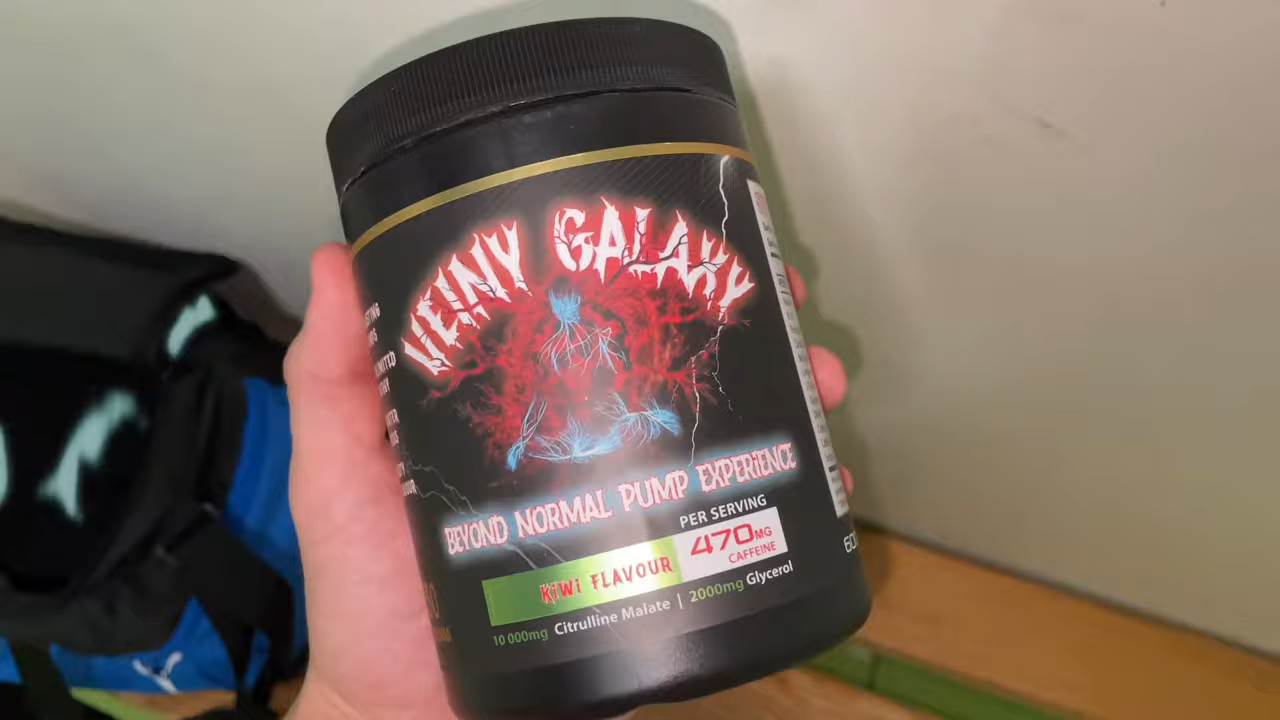 VEINY GALAXY
BEYOND NORMAL PUMP EXPERIENCE
PER SERVING
470MG
CAFFEINE
KIWI FLAVOUR
10 000mg Citrulline Malate | 2000mg Glycerol